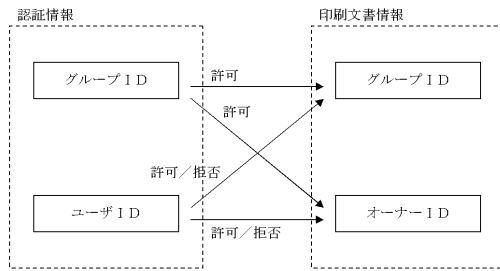 認証情報
印刷文書情報
グループＩＤ
許可
グループＩＤ
許可
許可／拒否
ユーザＩＤ
オーナーＩＤ
許可／拒否